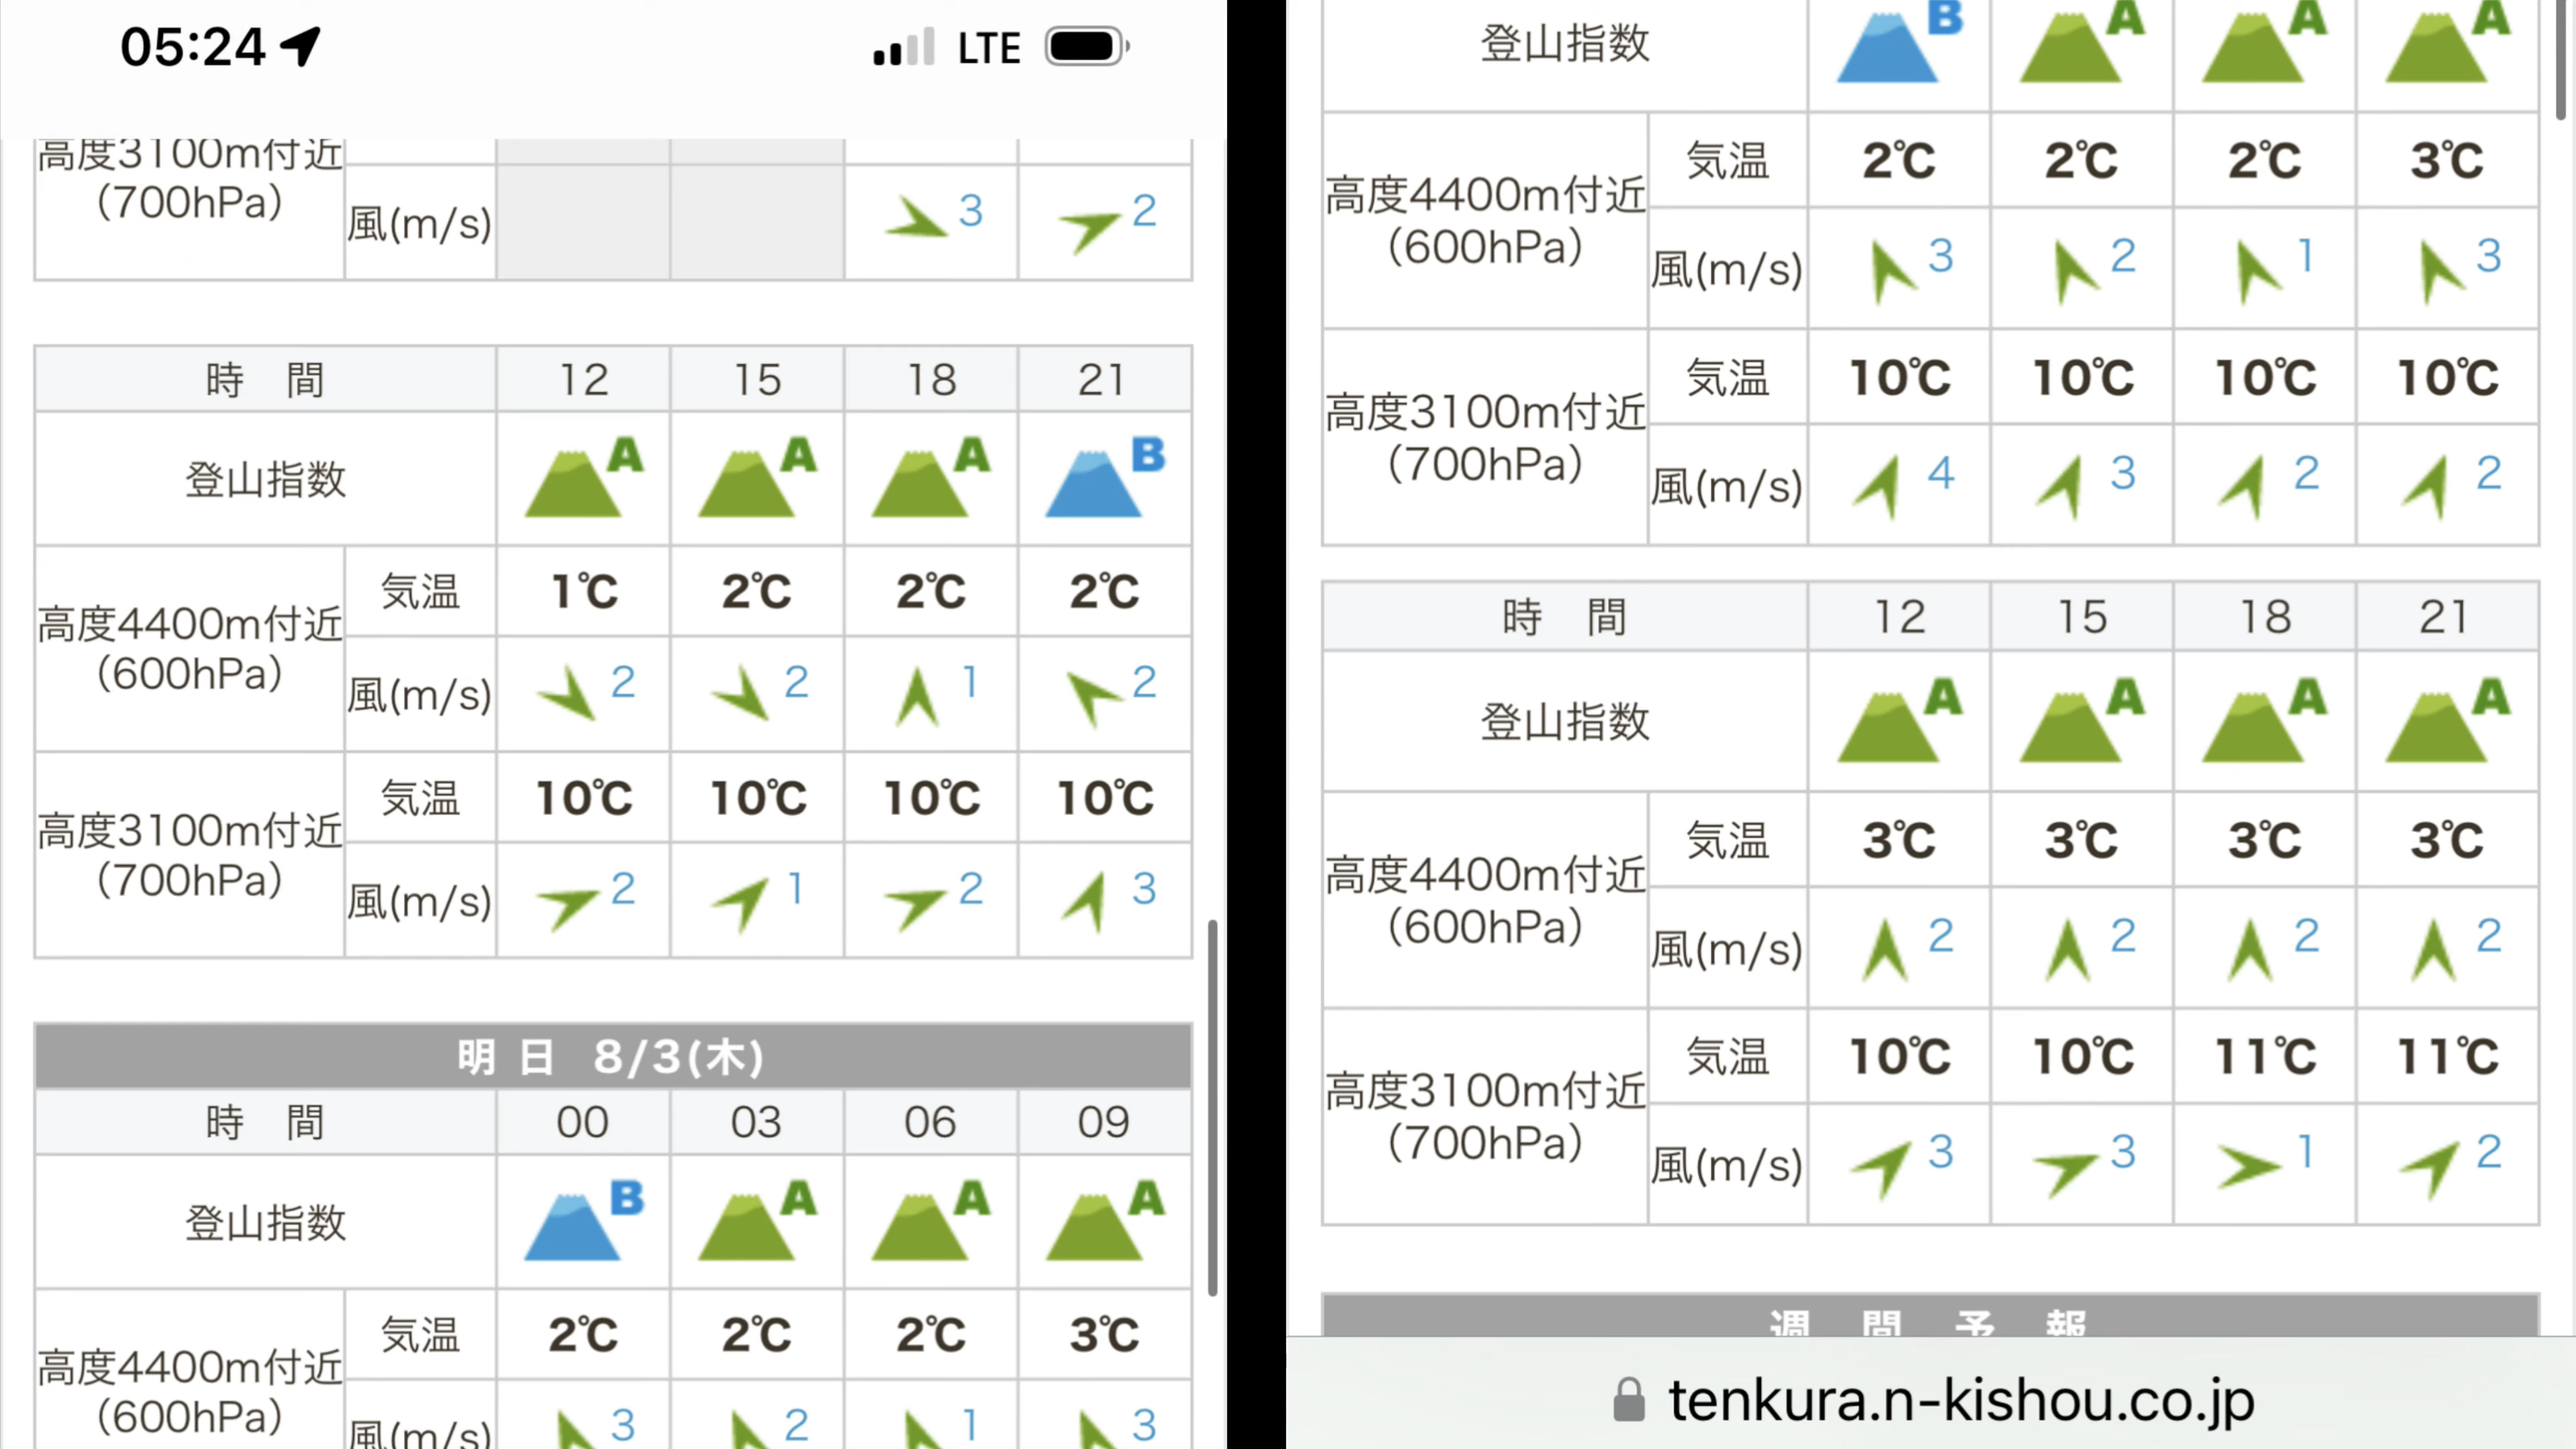 05:24 LTE
高度3100m付近
(700hPa) 風(m/s) 3 2
時 間 12 15 18 21
登山指数 A A A B
高度4400m付近
(600hPa) 気温 1℃ 2℃ 2℃ 2℃
風(m/s) 2 2 1 2
高度3100m付近
(700hPa) 気温 10℃ 10℃ 10℃ 10℃
風(m/s) 2 1 2 3
明 日 8/3(木)
時 間 00 03 06 09
登山指数 B A A A
高度4400m付近
(600hPa) 気温 2℃ 2℃ 2℃ 3℃
風(m/s) 3 2 1 3
登山指数 B A A A
高度4400m付近
(600hPa) 気温 2℃ 2℃ 2℃ 3℃
風(m/s) 3 2 1 3
高度3100m付近
(700hPa) 気温 10℃ 10℃ 10℃ 10℃
風(m/s) 4 3 2 2
時 間 12 15 18 21
登山指数 A A A A
高度4400m付近
(600hPa) 気温 3℃ 3℃ 3℃ 3℃
風(m/s) 2 2 2 2
高度3100m付近
(700hPa) 気温 10℃ 10℃ 11℃ 11℃
風(m/s) 3 3 1 2
週 間 予 報
tenkura.n-kishou.co.jp